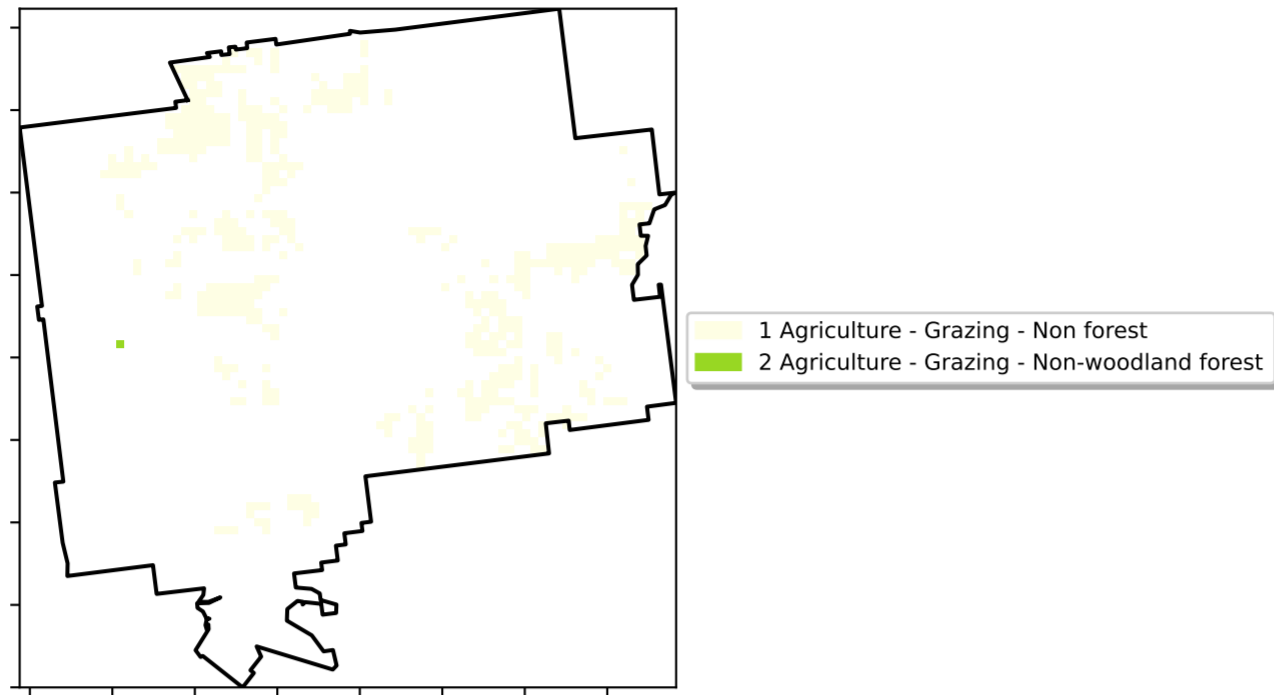 1 Agriculture - Grazing - Non forest
2 Agriculture - Grazing - Non-woodland forest